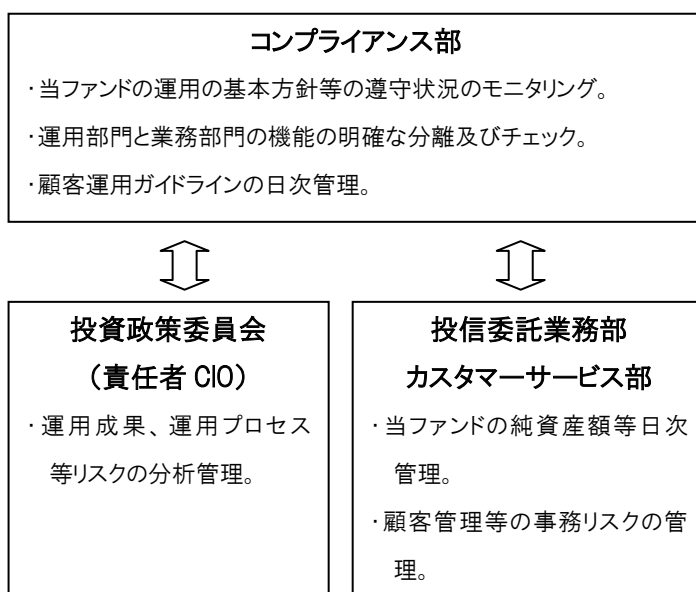 コンプライアンス部
・当ファンドの運用の基本方針等の遵守状況のモニタリング。
・運用部門と業務部門の機能の明確な分離及びチェック。
・顧客運用ガイドラインの日次管理。
投資政策委員会
（責任者 CIO）
・運用成果、運用プロセス
等リスクの分析管理。
投信委託業務部
カスタマーサービス部
・当ファンドの純資産額等日次
管理。
・顧客管理等の事務リスクの管
理。